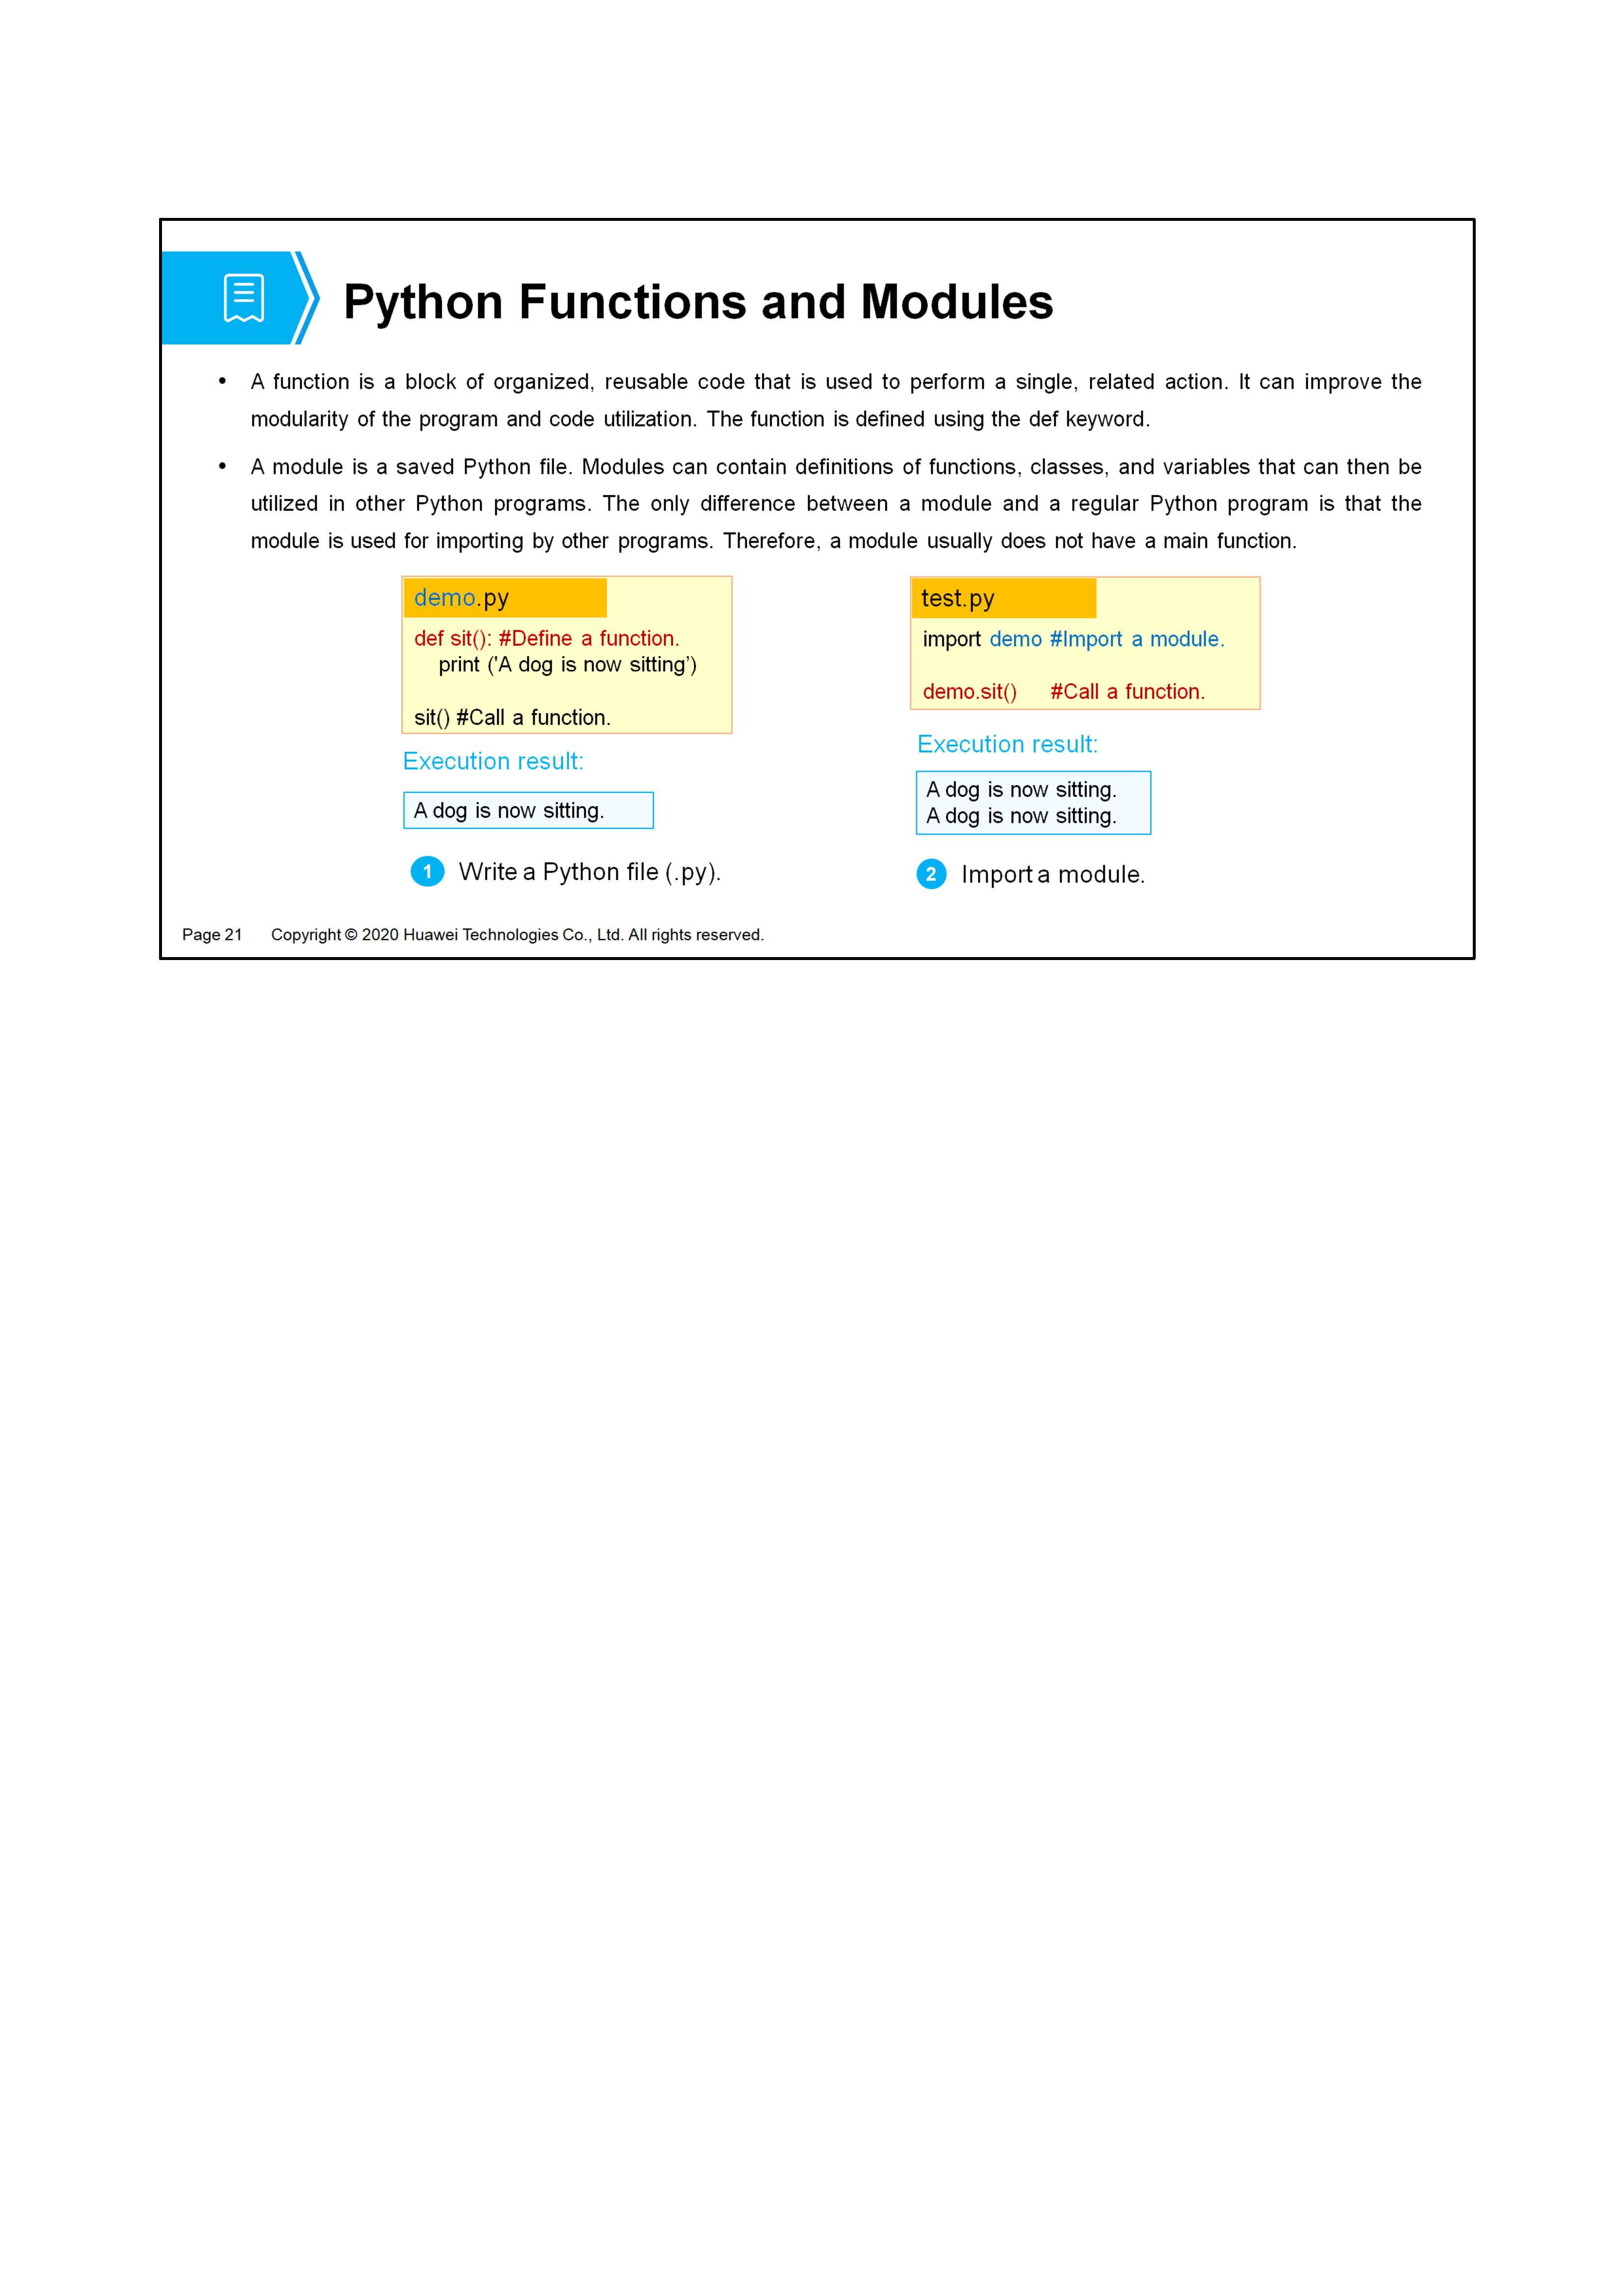 Python Functions and Modules
• A function is a block of organized, reusable code that is used to perform a single, related action. It can improve the
modularity of the program and code utilization. The function is defined using the def keyword.
• A module is a saved Python file. Modules can contain definitions of functions, classes, and variables that can then be
utilized in other Python programs. The only difference between a module and a regular Python program is that the
module is used for importing by other programs. Therefore, a module usually does not have a main function.
demo.py
def sit(): #Define a function.
    print ('A dog is now sitting’)
sit() #Call a function.
Execution result:
A dog is now sitting.
1 Write a Python file (.py).
test.py
import demo #Import a module.
demo.sit() #Call a function.
Execution result:
A dog is now sitting.
A dog is now sitting.
2 Import a module.
Page 21 Copyright © 2020 Huawei Technologies Co., Ltd. All rights reserved.